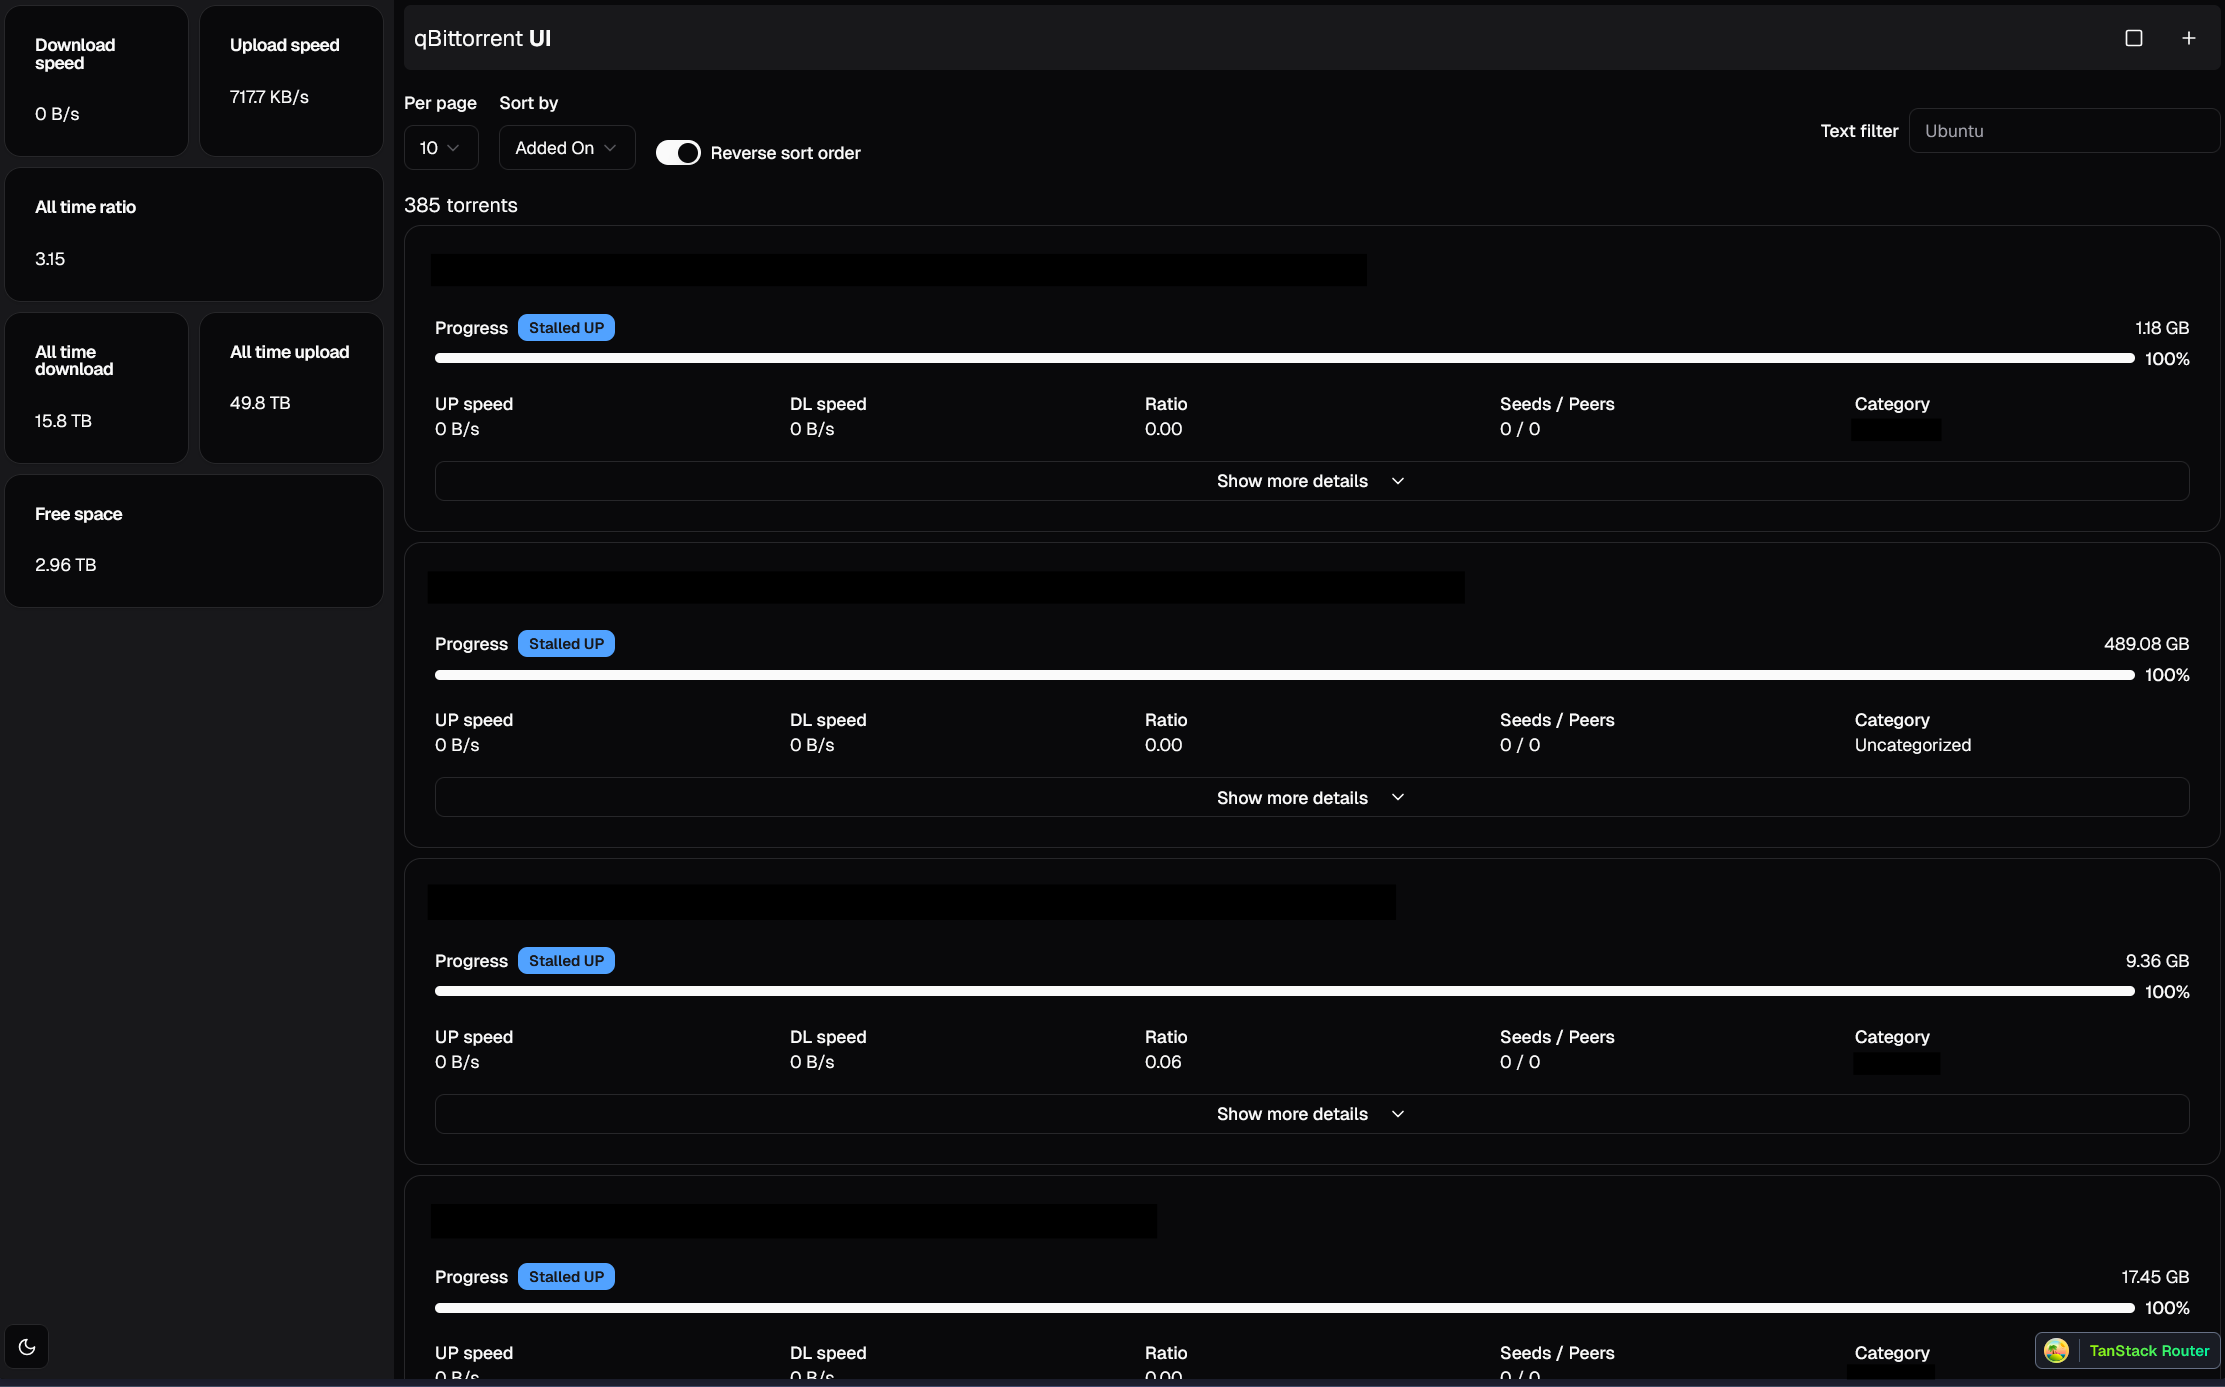 Download
speed
0 B/s
Upload speed
717.7 KB/s
All time ratio
3.15
All time
download
15.8 TB
All time upload
49.8 TB
Free space
2.96 TB
qBittorrent UI
Per page
10
Sort by
Added On
Reverse sort order
Text filter
Ubuntu
385 torrents
Progress Stalled UP 1.18 GB
100%
UP speed DL speed Ratio Seeds / Peers Category
0 B/s 0 B/s 0.00 0 / 0
Show more details
Progress Stalled UP 489.08 GB
100%
UP speed DL speed Ratio Seeds / Peers Category
0 B/s 0 B/s 0.00 0 / 0 Uncategorized
Show more details
Progress Stalled UP 9.36 GB
100%
UP speed DL speed Ratio Seeds / Peers Category
0 B/s 0 B/s 0.06 0 / 0
Show more details
Progress Stalled UP 17.45 GB
100%
UP speed DL speed Ratio Seeds / Peers Category
0 B/s 0 B/s 0.00 0 / 0
TanStack Router